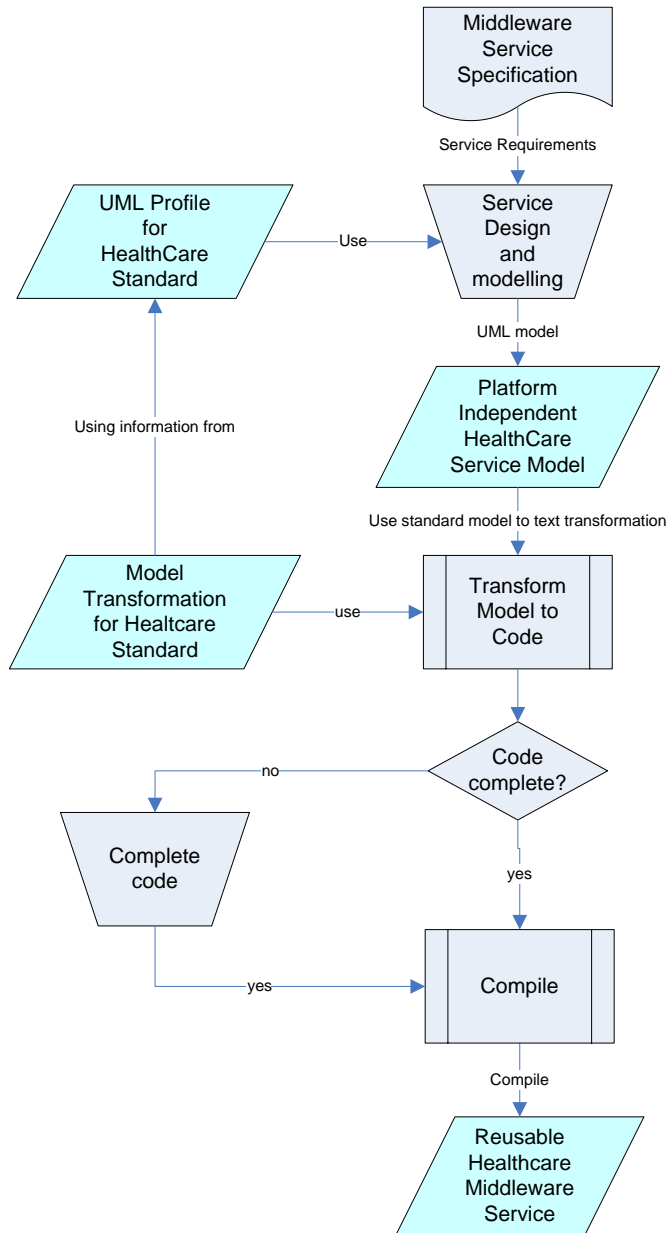 Middleware
Service
Specification
Service Requirements
UML Profile
for
HealthCare
Standard
Use
Service
Design
and
modelling
UML model
Platform
Independent
HealthCare
Service Model
Using information from
Use standard model to text transformation
Model
Transformation
for Healtcare
Standard
use
Transform
Model to
Code
Code
complete?
no
Complete
code
yes
yes
Compile
Compile
Reusable
Healthcare
Middleware
Service